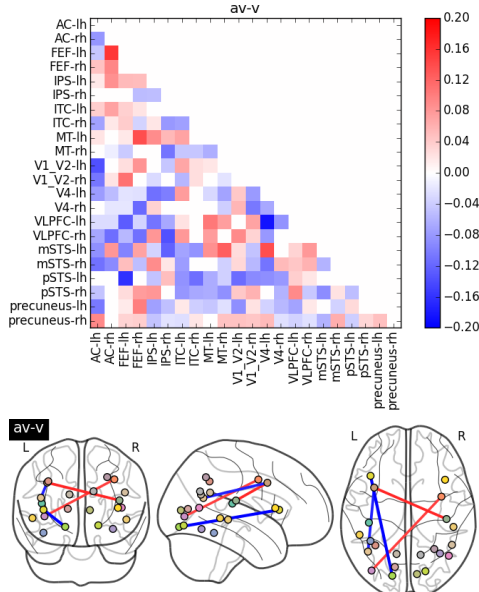 av-v
AC-lh
AC-rh
FEF-lh
FEF-rh
IPS-lh
IPS-rh
ITC-lh
ITC-rh
MT-lh
MT-rh
V1_V2-lh
V1_V2-rh
V4-lh
V4-rh
VLPFC-lh
VLPFC-rh
mSTS-lh
mSTS-rh
pSTS-lh
pSTS-rh
precuneus-lh
precuneus-rh
AC-lh
AC-rh
FEF-lh
FEF-rh
IPS-lh
IPS-rh
ITC-lh
ITC-rh
MT-lh
MT-rh
V1_V2-lh
V1_V2-rh
V4-lh
V4-rh
VLPFC-lh
VLPFC-rh
mSTS-lh
mSTS-rh
pSTS-lh
pSTS-rh
precuneus-lh
precuneus-rh
0.20
0.16
0.12
0.08
0.04
0.00
−0.04
−0.08
−0.12
−0.16
−0.20
av-v
L R
L R